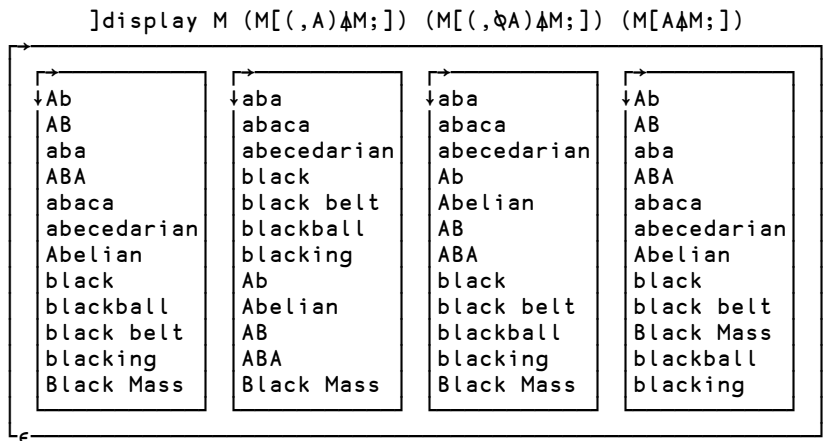 ]display M (M[(,A)⍋M;]) (M[(,⍉A)⍋M;]) (M[A⍋M;])
Ab aba aba Ab
AB abaca abaca AB
aba abecedarian abecedarian aba
ABA black Ab ABA
abaca black belt Abelian abaca
abecedarian blackball AB abecedarian
Abelian blacking ABA Abelian
black Ab black black
blackball Abelian black belt black belt
black belt AB blackball Black Mass
blacking ABA blacking blackball
Black Mass Black Mass Black Mass blacking